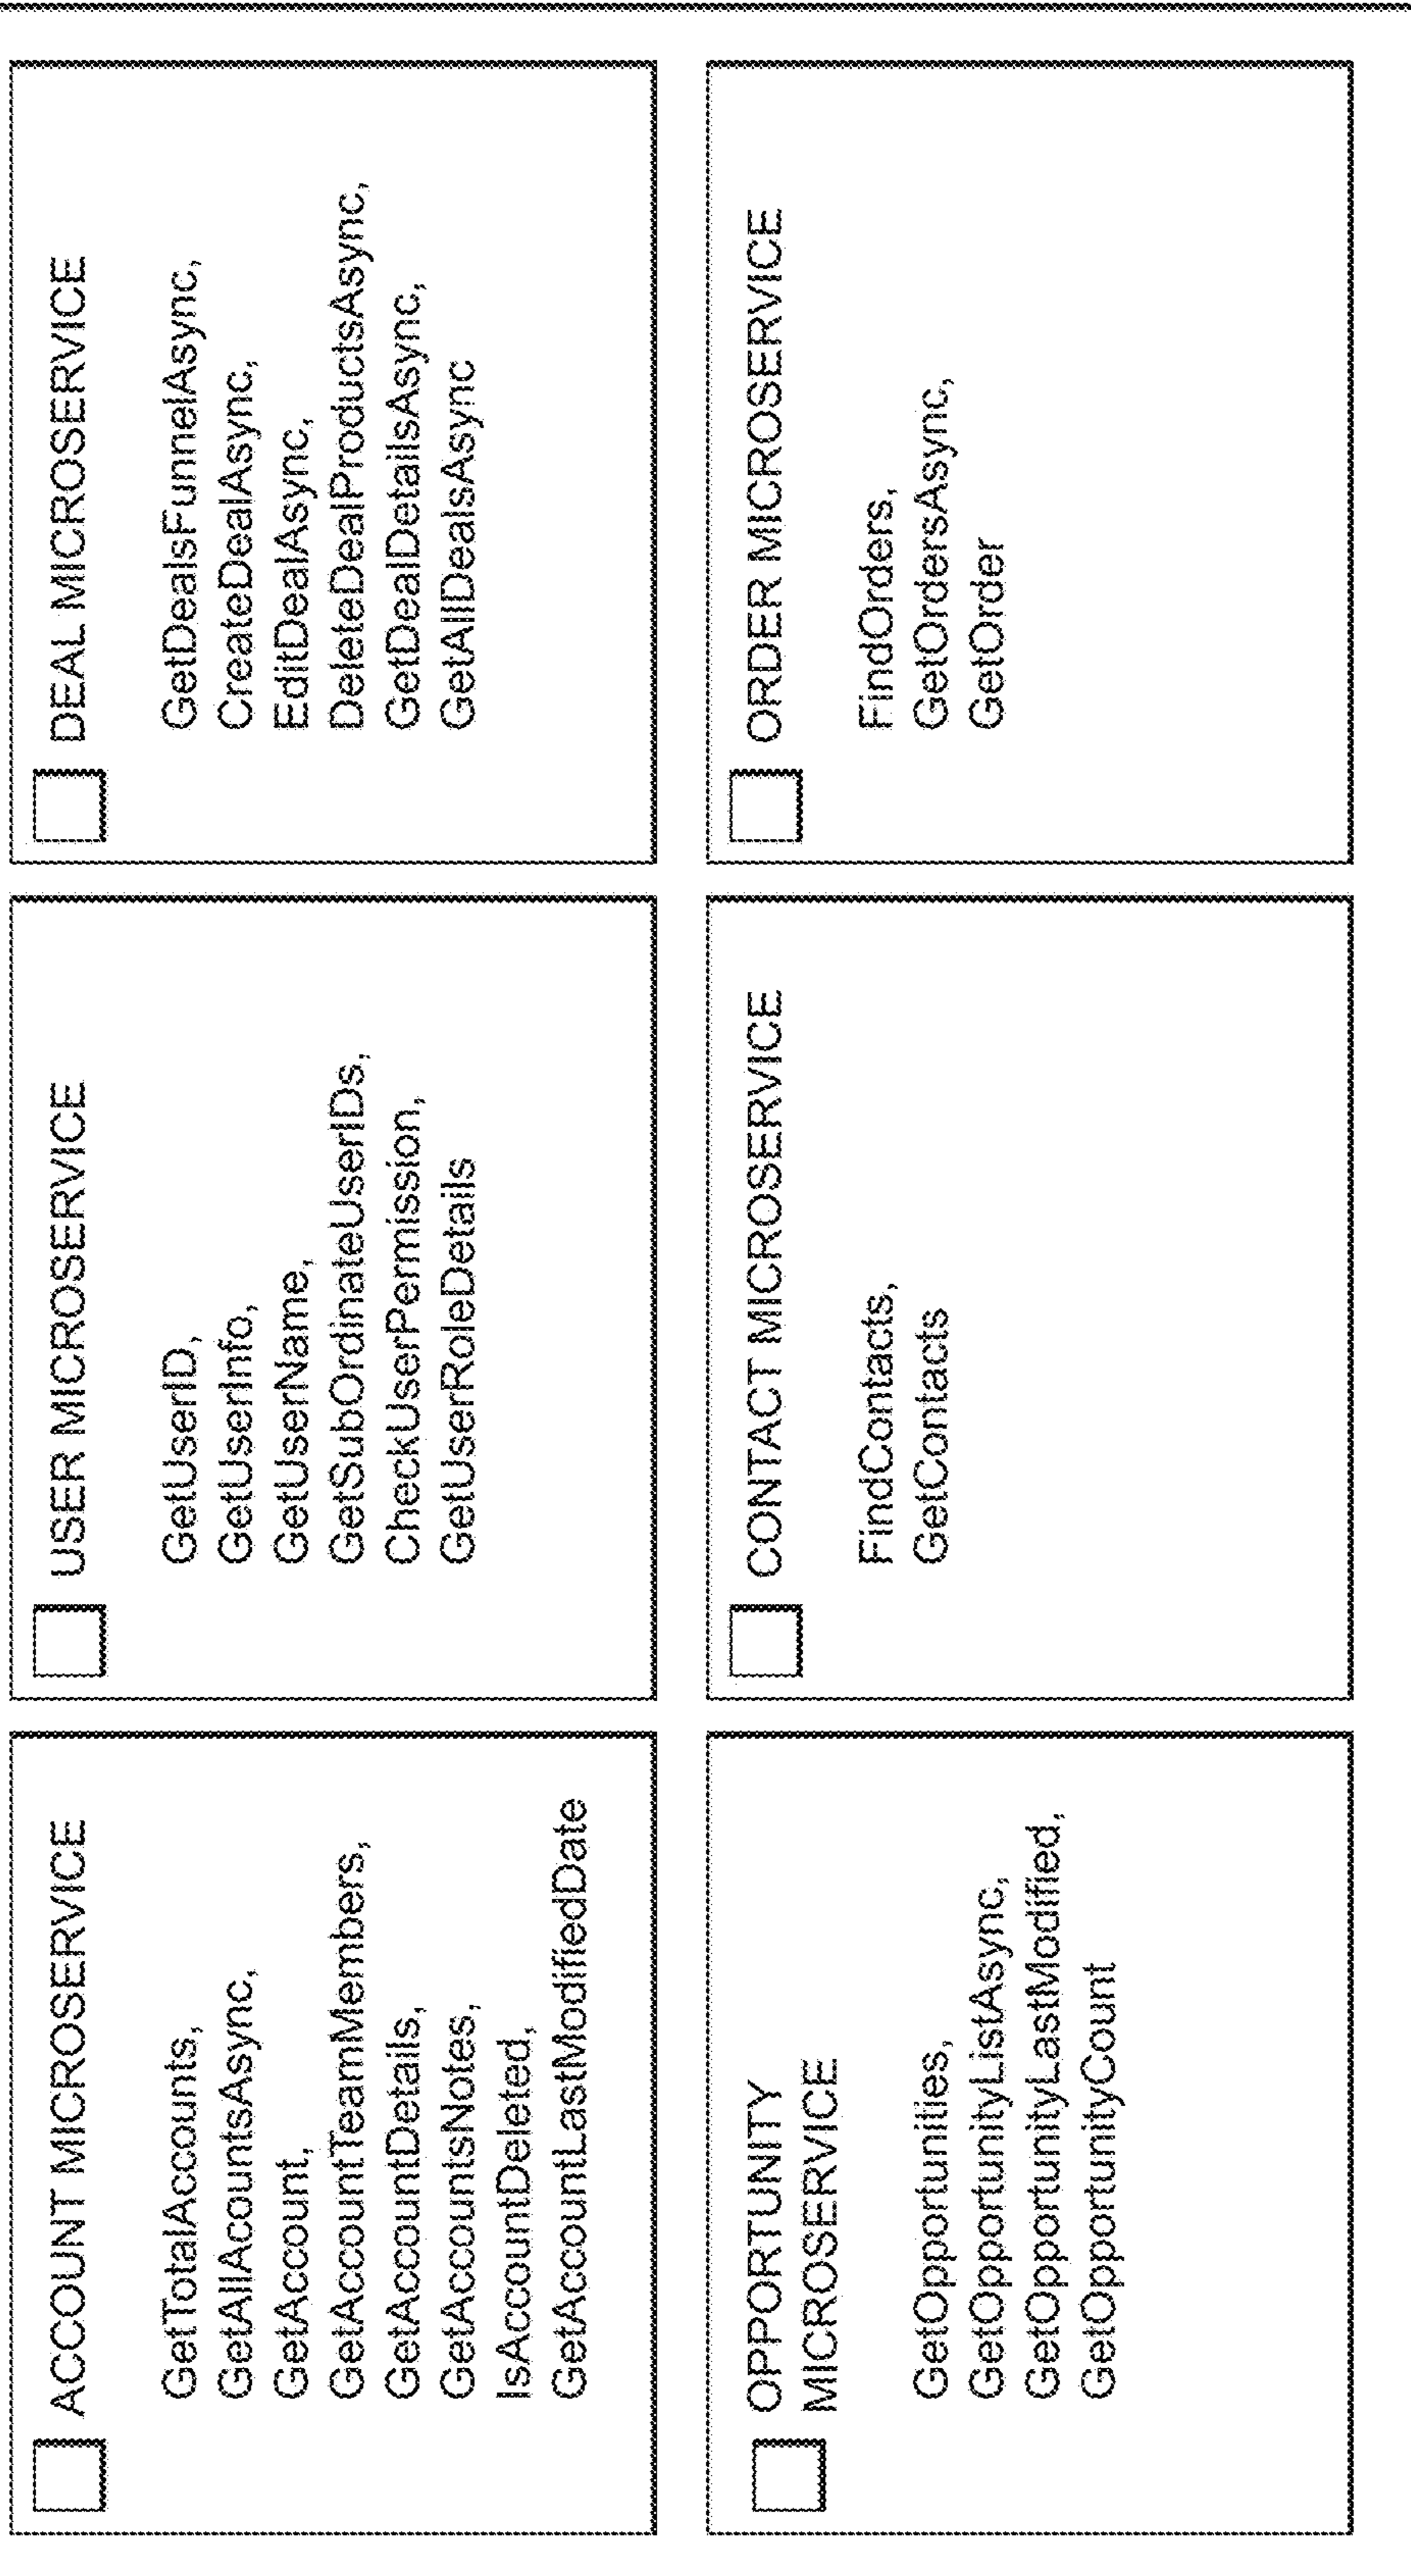 ACCOUNT MICROSERVICE
GetTotalAccounts,
GetAllAccountsAsync,
GetAccount,
GetAccountTeamMembers,
GetAccountDetails,
GetAccountsNotes,
IsAccountDeleted,
GetAccountLastModifiedDate
USER MICROSERVICE
GetUserID,
GetUserInfo,
GetUserName,
GetSubOrdinateUserIDs,
CheckUserPermission,
GetUserRoleDetails
DEAL MICROSERVICE
GetDealsFunnelAsync,
CreateDealAsync,
EditDealAsync,
DeleteDealProductsAsync,
GetDealDetailsAsync,
GetAllDealsAsync
OPPORTUNITY
MICROSERVICE
GetOpportunities,
GetOpportunityListAsync,
GetOpportunityLastModified,
GetOpportunityCount
CONTACT MICROSERVICE
FindContacts,
GetContacts
ORDER MICROSERVICE
FindOrders,
GetOrdersAsync,
GetOrder